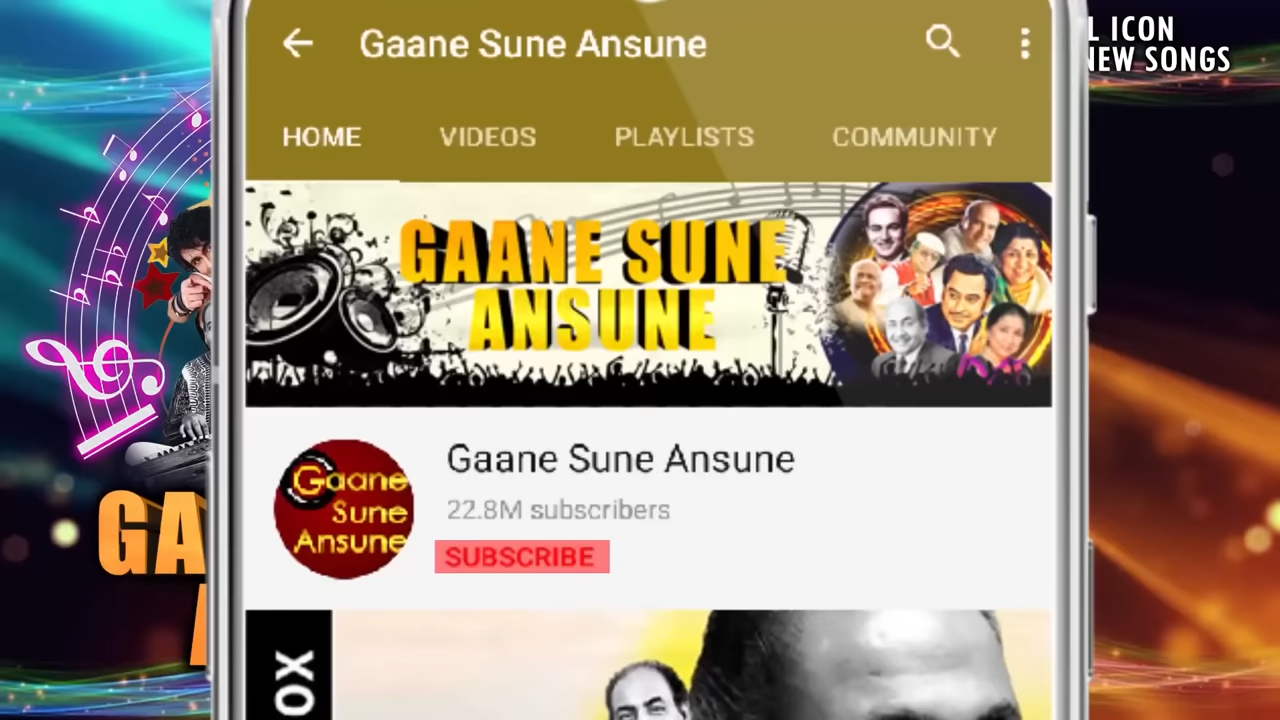 L ICON
NEW SONGS
Gaane Sune Ansune
HOME VIDEOS PLAYLISTS COMMUNITY
GAANE SUNE
ANSUNE
Gaane
Sune
Ansune
Gaane Sune Ansune
22.8M subscribers
SUBSCRIBE
GA
A
OX